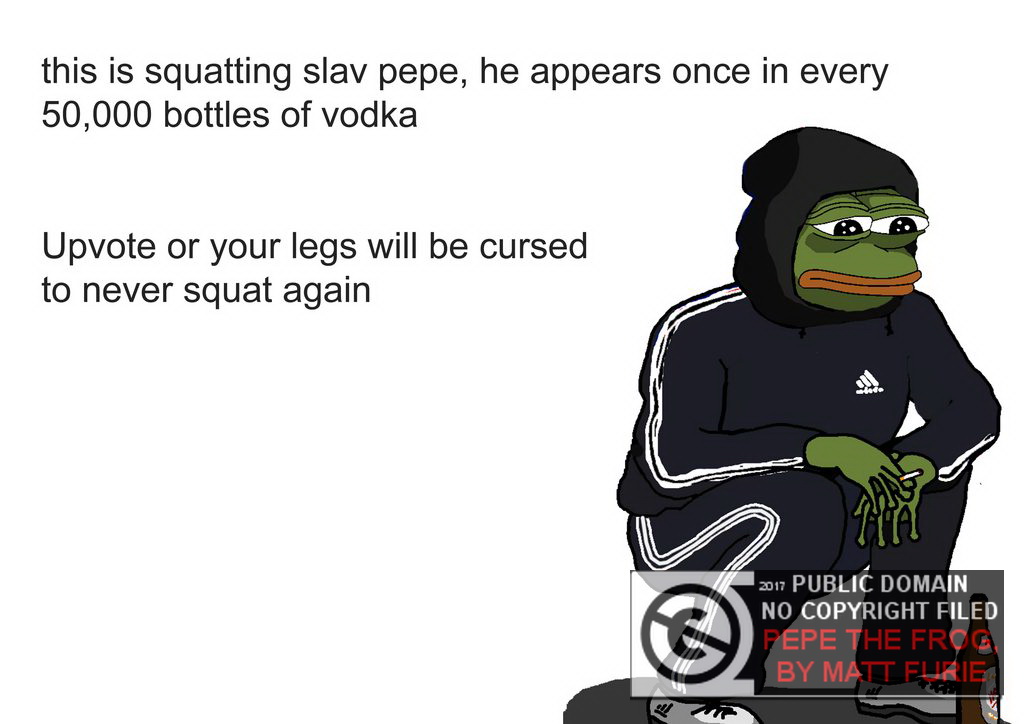 this is squatting slav pepe, he appears once in every
50,000 bottles of vodka
Upvote or your legs will be cursed
to never squat again
2017 PUBLIC DOMAIN
NO COPYRIGHT FILED
PEPE THE FROG,
BY MATT FURIE